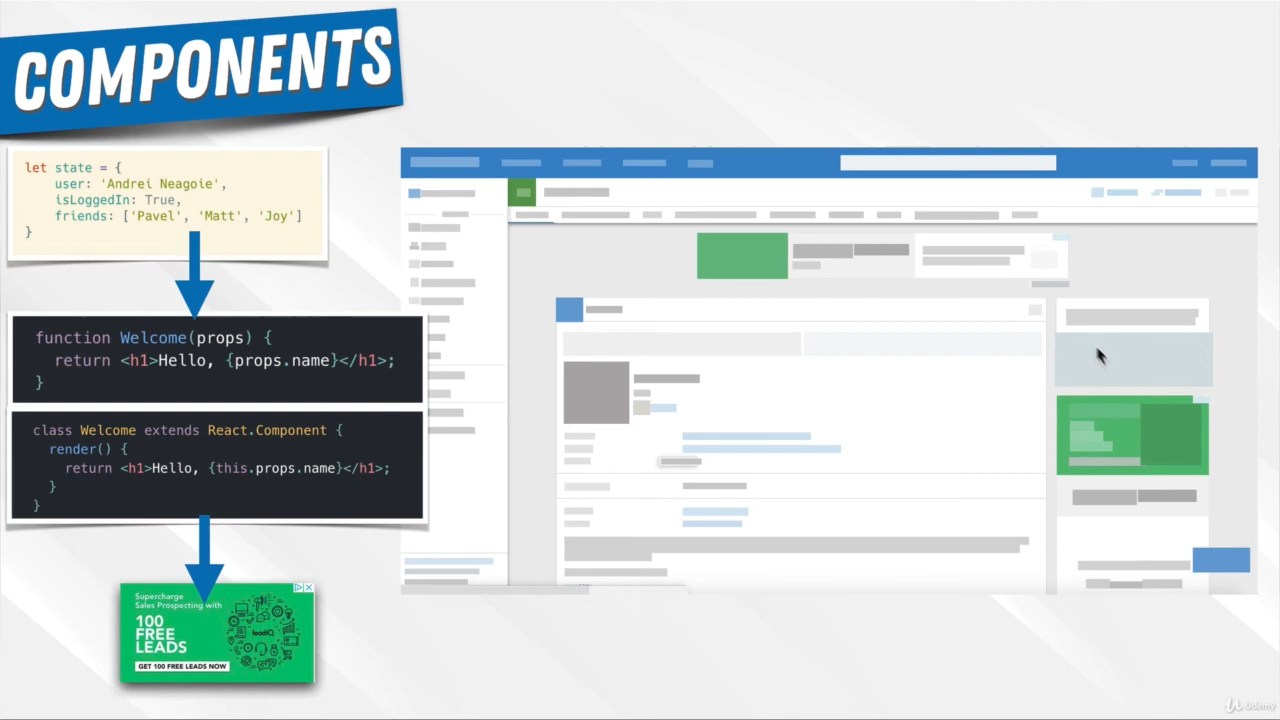 COMPONENTS
let state = {
user: 'Andrei Neagoie',
isLoggedIn: True,
friends: ['Pavel', 'Matt', 'Joy']
}
function Welcome(props) {
return <h1>Hello, {props.name}</h1>;
}
class Welcome extends React.Component {
render() {
return <h1>Hello, {this.props.name}</h1>;
}
}
Supercharge
Sales Prospecting with
100
FREE
LEADS
leadIQ
GET 100 FREE LEADS NOW
Udemy